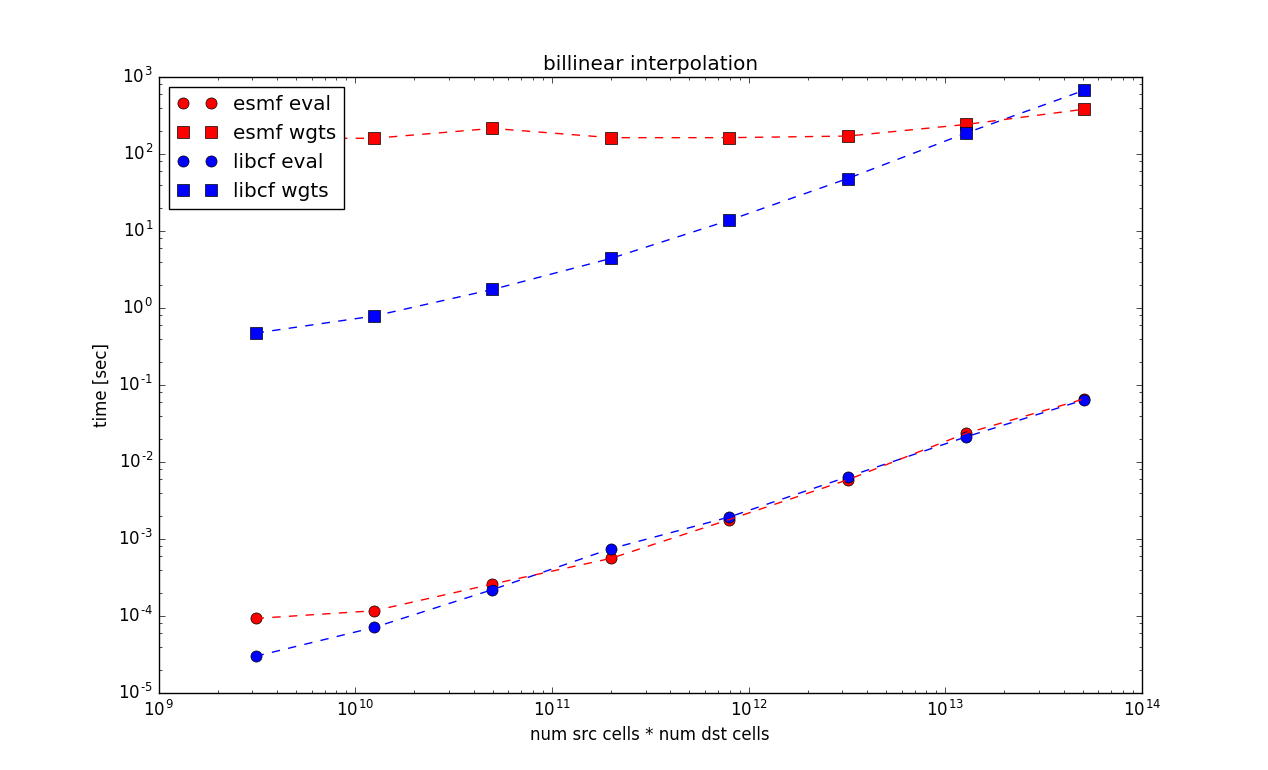 billinear interpolation
10^3
10^2
10^1
10^0
10^-1
10^-2
10^-3
10^-4
10^-5
time [sec]
esmf eval
esmf wgts
libcf eval
libcf wgts
10^9 10^10 10^11 10^12 10^13 10^14
num src cells * num dst cells